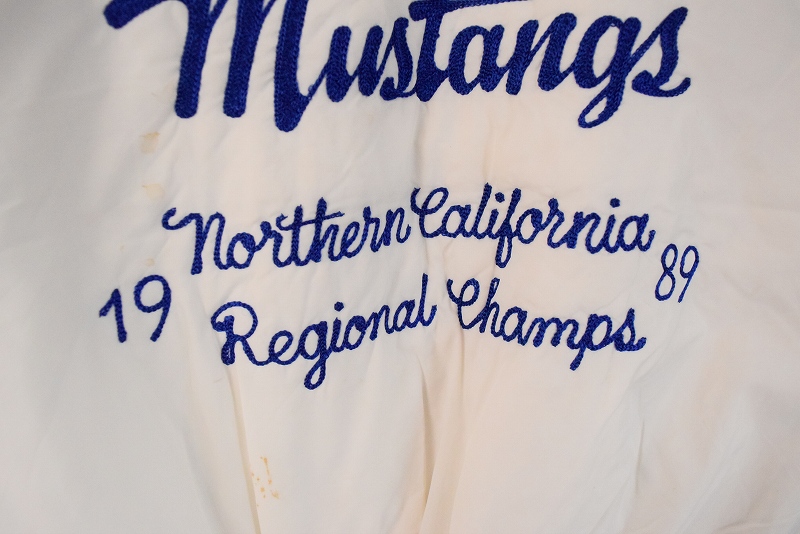 Mustangs
Northern California
19 89
Regional Champs